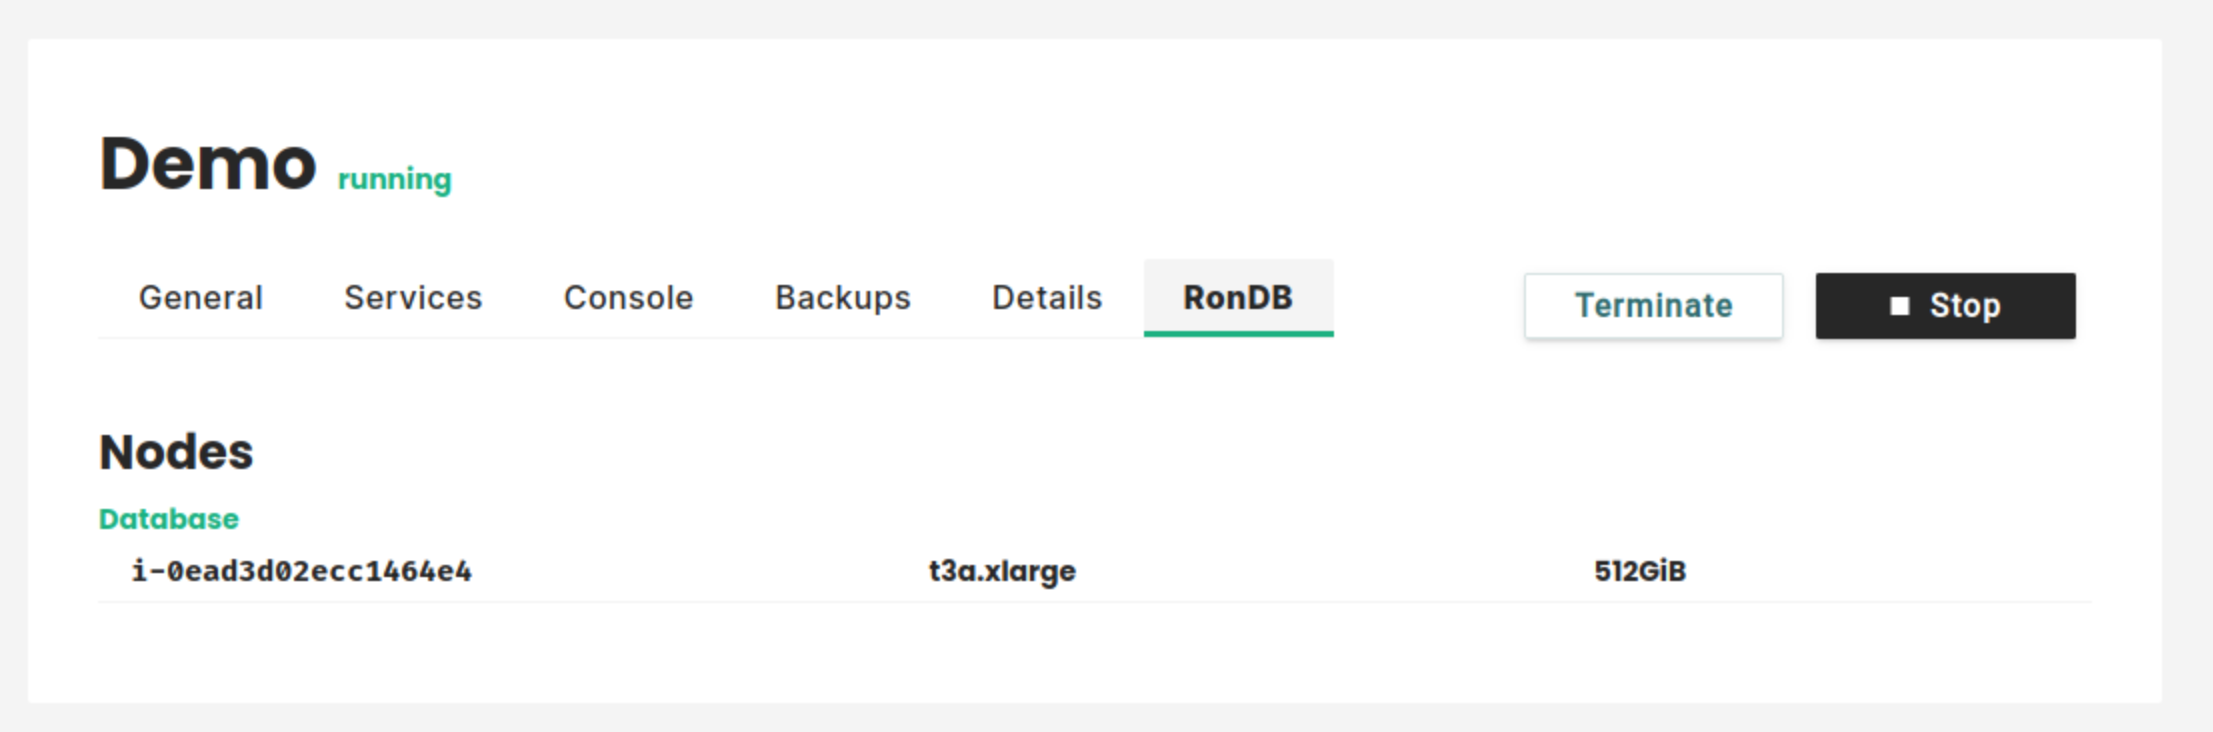 Demo running
General Services Console Backups Details RonDB Terminate Stop
Nodes
Database
i-0ead3d02ecc1464e4 t3a.xlarge 512GiB